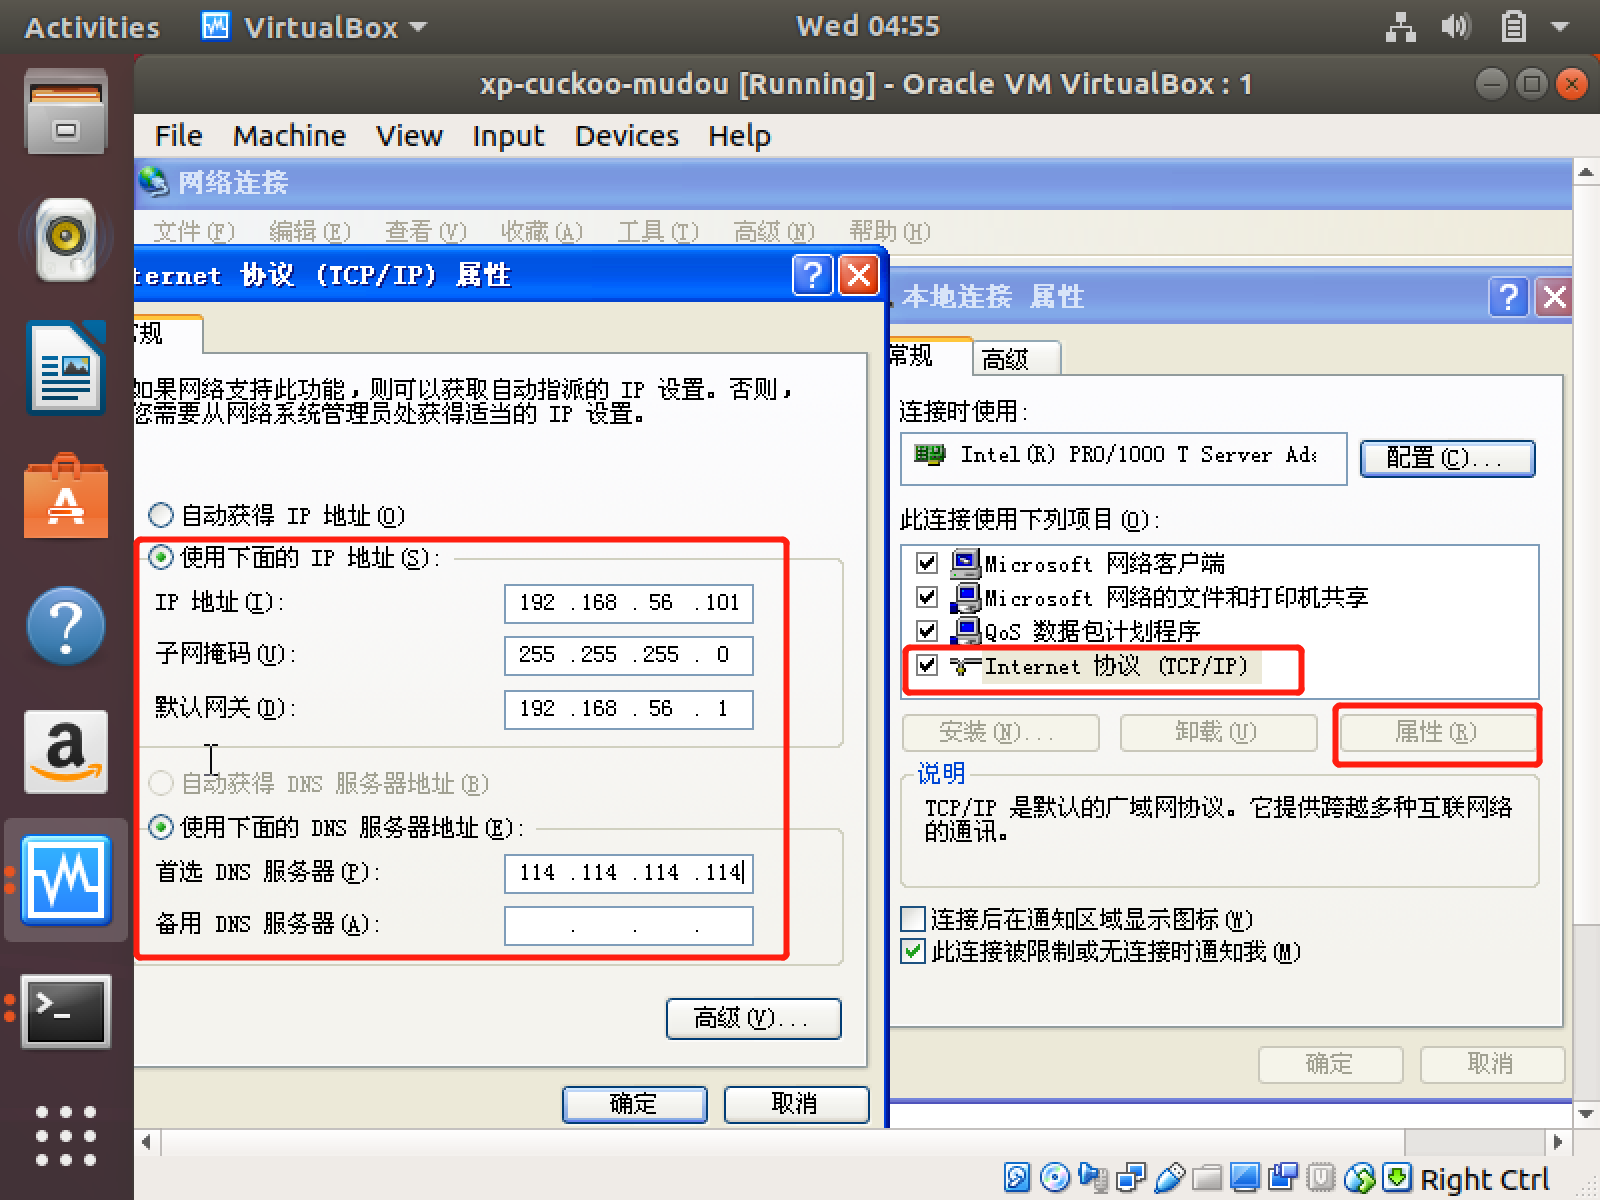 Activities
VirtualBox
Wed 04:55
xp-cuckoo-mudou [Running] - Oracle VM VirtualBox : 1
File Machine View Input Devices Help
网络连接
文件(F) 编辑(E) 查看(V) 收藏(A) 工具(T) 高级(N) 帮助(H)
ternet 协议 (TCP/IP) 属性
常规
如果网络支持此功能，则可以获取自动指派的 IP 设置。否则，
您需要从网络系统管理员处获得适当的 IP 设置。
自动获得 IP 地址(O)
使用下面的 IP 地址(S):
IP 地址(I): 192 .168 .56 .101
子网掩码(U): 255 .255 .255 .0
默认网关(D): 192 .168 .56 .1
自动获得 DNS 服务器地址(B)
使用下面的 DNS 服务器地址(E):
首选 DNS 服务器(P): 114 .114 .114 .114
备用 DNS 服务器(A): . . .
高级(V)...
确定 取消
本地连接 属性
常规 高级
连接时使用:
Intel(R) PRO/1000 T Server Ada
配置(C)...
此连接使用下列项目(O):
Microsoft 网络客户端
Microsoft 网络的文件和打印机共享
QoS 数据包计划程序
Internet 协议 (TCP/IP)
安装(N)... 卸载(U) 属性(R)
说明
TCP/IP 是默认的广域网协议。它提供跨越多种互联网络
的通讯。
连接后在通知区域显示图标(W)
此连接被限制或无连接时通知我(M)
确定 取消
Right Ctrl